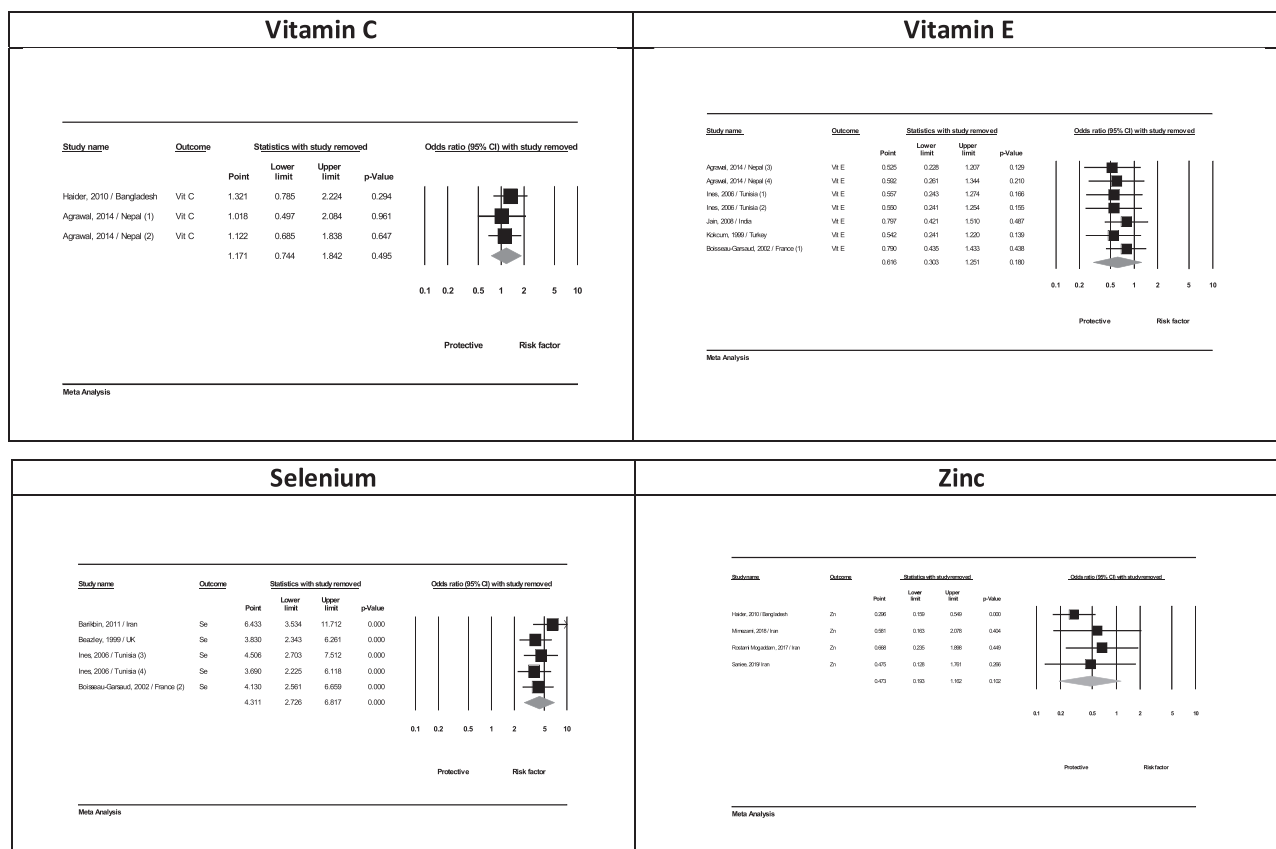 Vitamin C
Study name Outcome Statistics with study removed Odds ratio (95% CI) with study removed
Lower Upper
Point limit limit p-Value
Haider, 2010 / Bangladesh Vit C 1.321 0.785 2.224 0.294
Agrawal, 2014 / Nepal (1) Vit C 1.018 0.497 2.084 0.961
Agrawal, 2014 / Nepal (2) Vit C 1.122 0.685 1.838 0.647
1.171 0.744 1.842 0.495
0.1 0.2 0.5 1 2 5 10
Protective Risk factor
Meta Analysis
Vitamin E
Study name Outcome Statistics with study removed Odds ratio (95% CI) with study removed
Lower Upper
Point limit limit p-Value
Agrawal, 2014 / Nepal (3) Vit E 0.525 0.228 1.207 0.129
Agrawal, 2014 / Nepal (4) Vit E 0.592 0.261 1.344 0.210
Ines, 2006 / Tunisia (1) Vit E 0.557 0.243 1.274 0.166
Ines, 2006 / Tunisia (2) Vit E 0.550 0.241 1.254 0.155
Jain, 2008 / India Vit E 0.797 0.421 1.510 0.487
Kokcum, 1999 / Turkey Vit E 0.542 0.241 1.220 0.139
Boisseau-Garsaud, 2002 / France (1) Vit E 0.790 0.435 1.433 0.438
0.616 0.303 1.251 0.180
0.1 0.2 0.5 1 2 5 10
Protective Risk factor
Meta Analysis
Selenium
Study name Outcome Statistics with study removed Odds ratio (95% CI) with study removed
Lower Upper
Point limit limit p-Value
Barikbin, 2011 / Iran Se 6.433 3.534 11.712 0.000
Beazley, 1999 / UK Se 3.830 2.343 6.261 0.000
Ines, 2006 / Tunisia (3) Se 4.506 2.703 7.512 0.000
Ines, 2006 / Tunisia (4) Se 3.690 2.225 6.118 0.000
Boisseau-Garsaud, 2002 / France (2) Se 4.130 2.561 6.659 0.000
4.311 2.726 6.817 0.000
0.1 0.2 0.5 1 2 5 10
Protective Risk factor
Meta Analysis
Zinc
Study name Outcome Statistics with study removed Odds ratio (95% CI) with study removed
Lower Upper
Point limit limit p-Value
Haider, 2010 / Bangladesh Zn 0.296 0.159 0.549 0.000
2018 / Iran Zn 0.163 2.078 0.404
Rostami Mogaddam, 2017 / Iran Zn 0.668 0.235 0.449
2019/ Iran Zn 0.475 0.128 1.761 0.266
0.473 0.193 1.162 0.102
0.1 0.2 0.5 1 2 5 10
Protective Risk factor
Meta Analysis